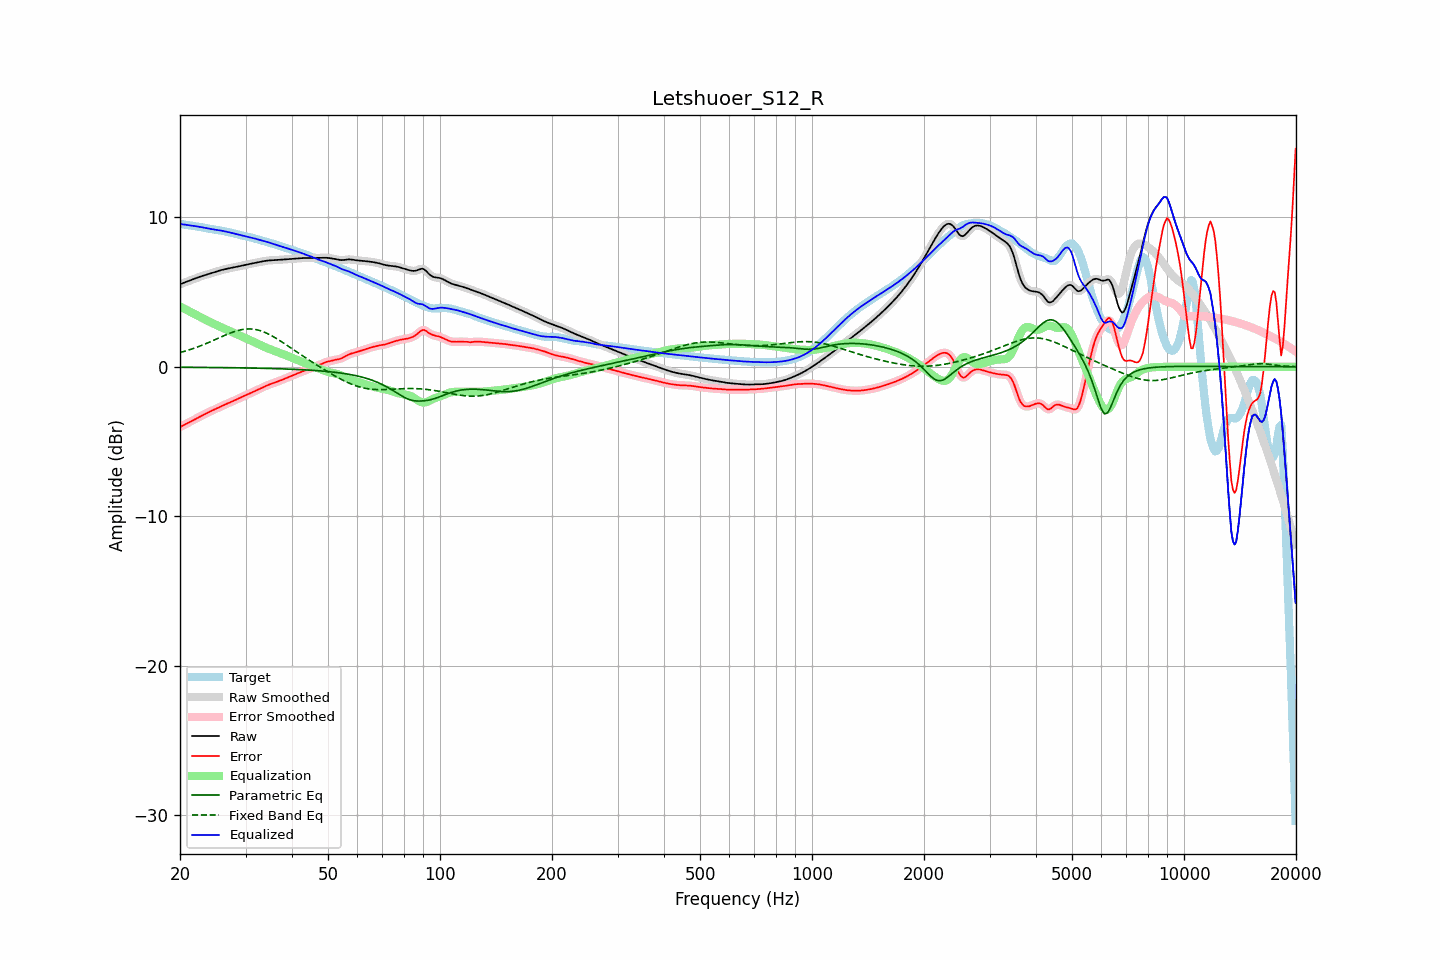 Letshuoer_S12_R
Amplitude (dBr)
10
0
−10
−20
−30
Target
Raw Smoothed
Error Smoothed
Raw
Error
Equalization
Parametric Eq
Fixed Band Eq
Equalized
20 50 100 200 500 1000 2000 5000 10000 20000
Frequency (Hz)